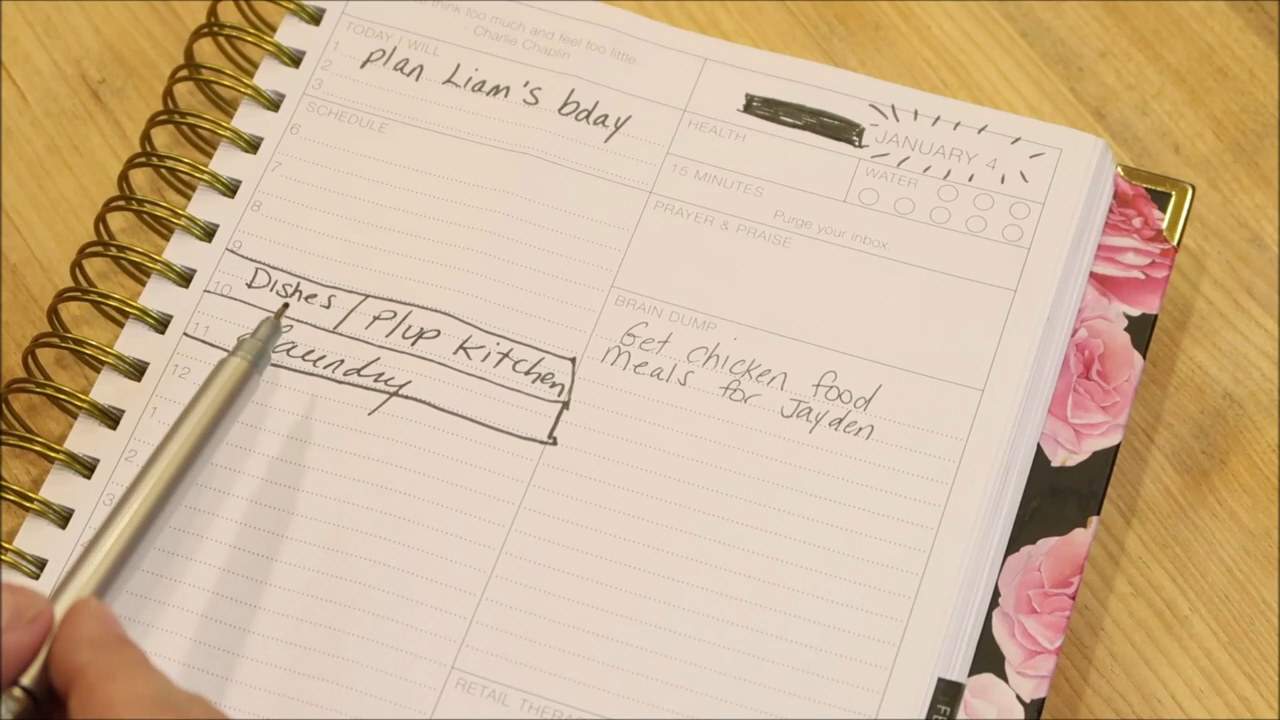 think too much and feel too little
- Charlie Chaplin
TODAY I WILL
1
plan Liam's bday
2
3
SCHEDULE
6
7
8
9
Dishes / P/up Kitchen
10
Laundry
11
12
1
2
3
JANUARY 4
HEALTH
WATER
15 MINUTES
Purge your inbox.
PRAYER & PRAISE
BRAIN DUMP
Get chicken food
Meals for Jayden
RETAIL